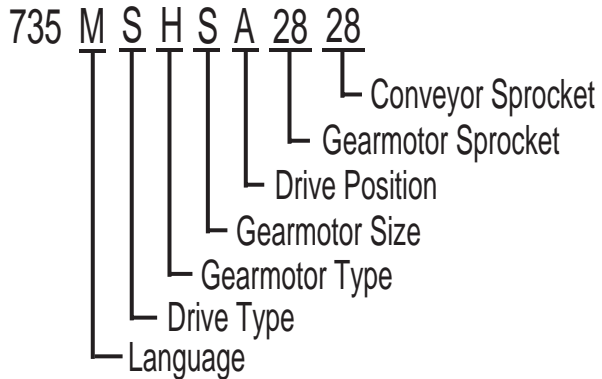 735 M S H S A 28 28
Conveyor Sprocket
Gearmotor Sprocket
Drive Position
Gearmotor Size
Gearmotor Type
Drive Type
Language